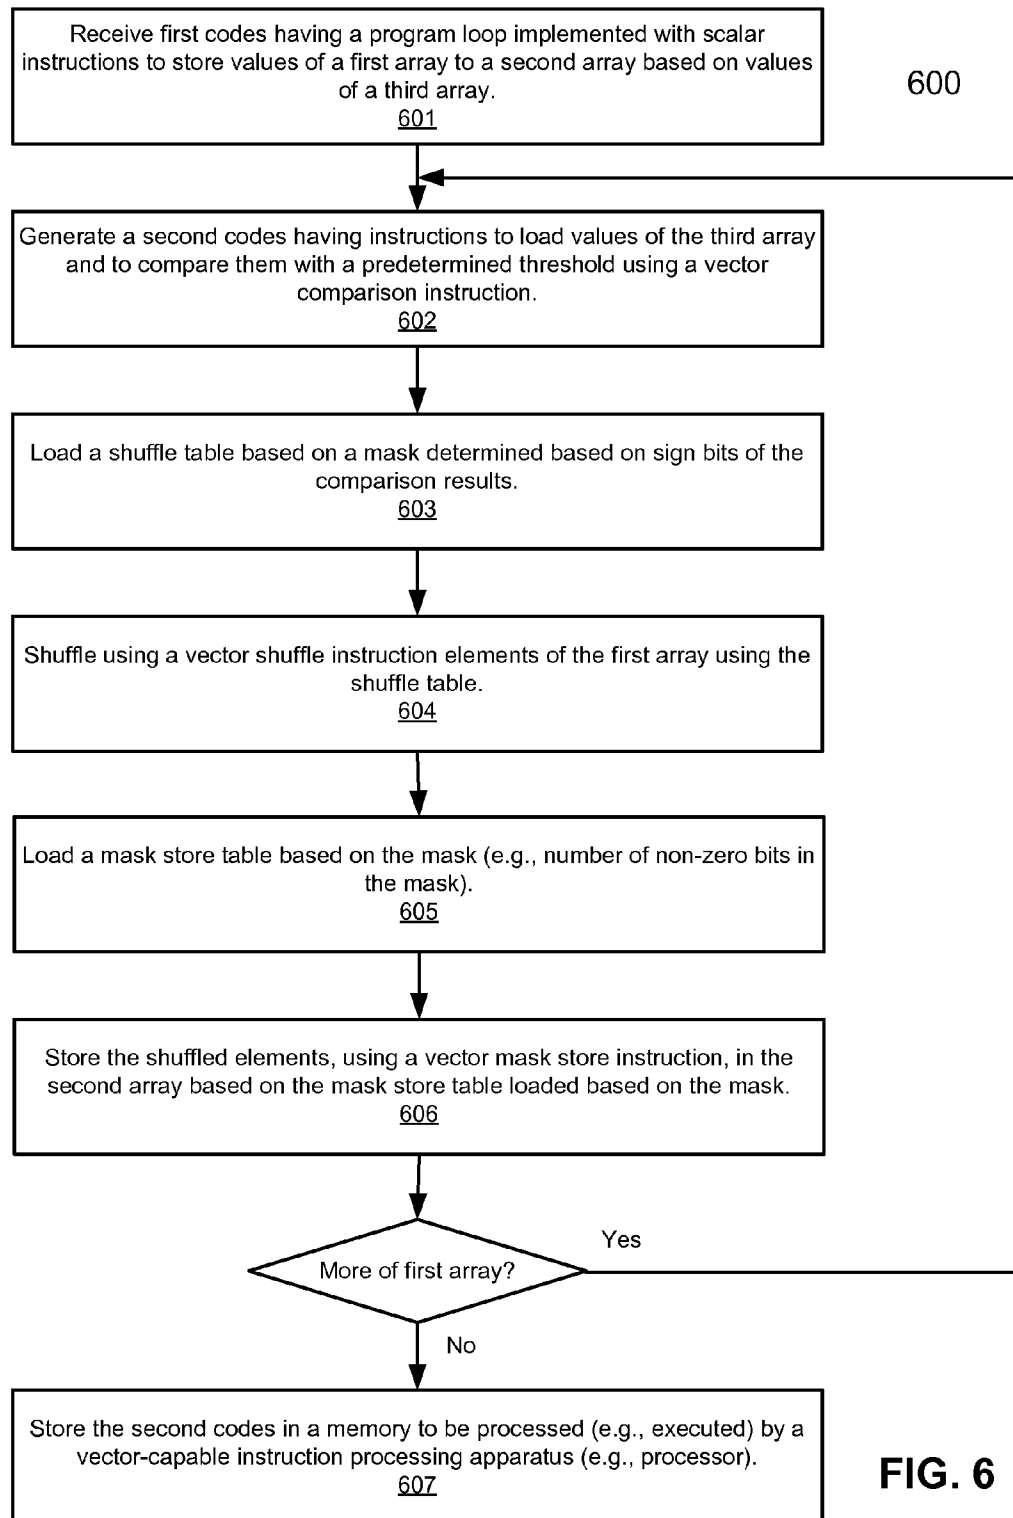 Receive first codes having a program loop implemented with scalar
instructions to store values of a first array to a second array based on values
of a third array.
601
600
Generate a second codes having instructions to load values of the third array
and to compare them with a predetermined threshold using a vector
comparison instruction.
602
Load a shuffle table based on a mask determined based on sign bits of the
comparison results.
603
Shuffle using a vector shuffle instruction elements of the first array using the
shuffle table.
604
Load a mask store table based on the mask (e.g., number of non-zero bits in
the mask).
605
Store the shuffled elements, using a vector mask store instruction, in the
second array based on the mask store table loaded based on the mask.
606
More of first array?
Yes
No
Store the second codes in a memory to be processed (e.g., executed) by a
vector-capable instruction processing apparatus (e.g., processor).
607
FIG. 6